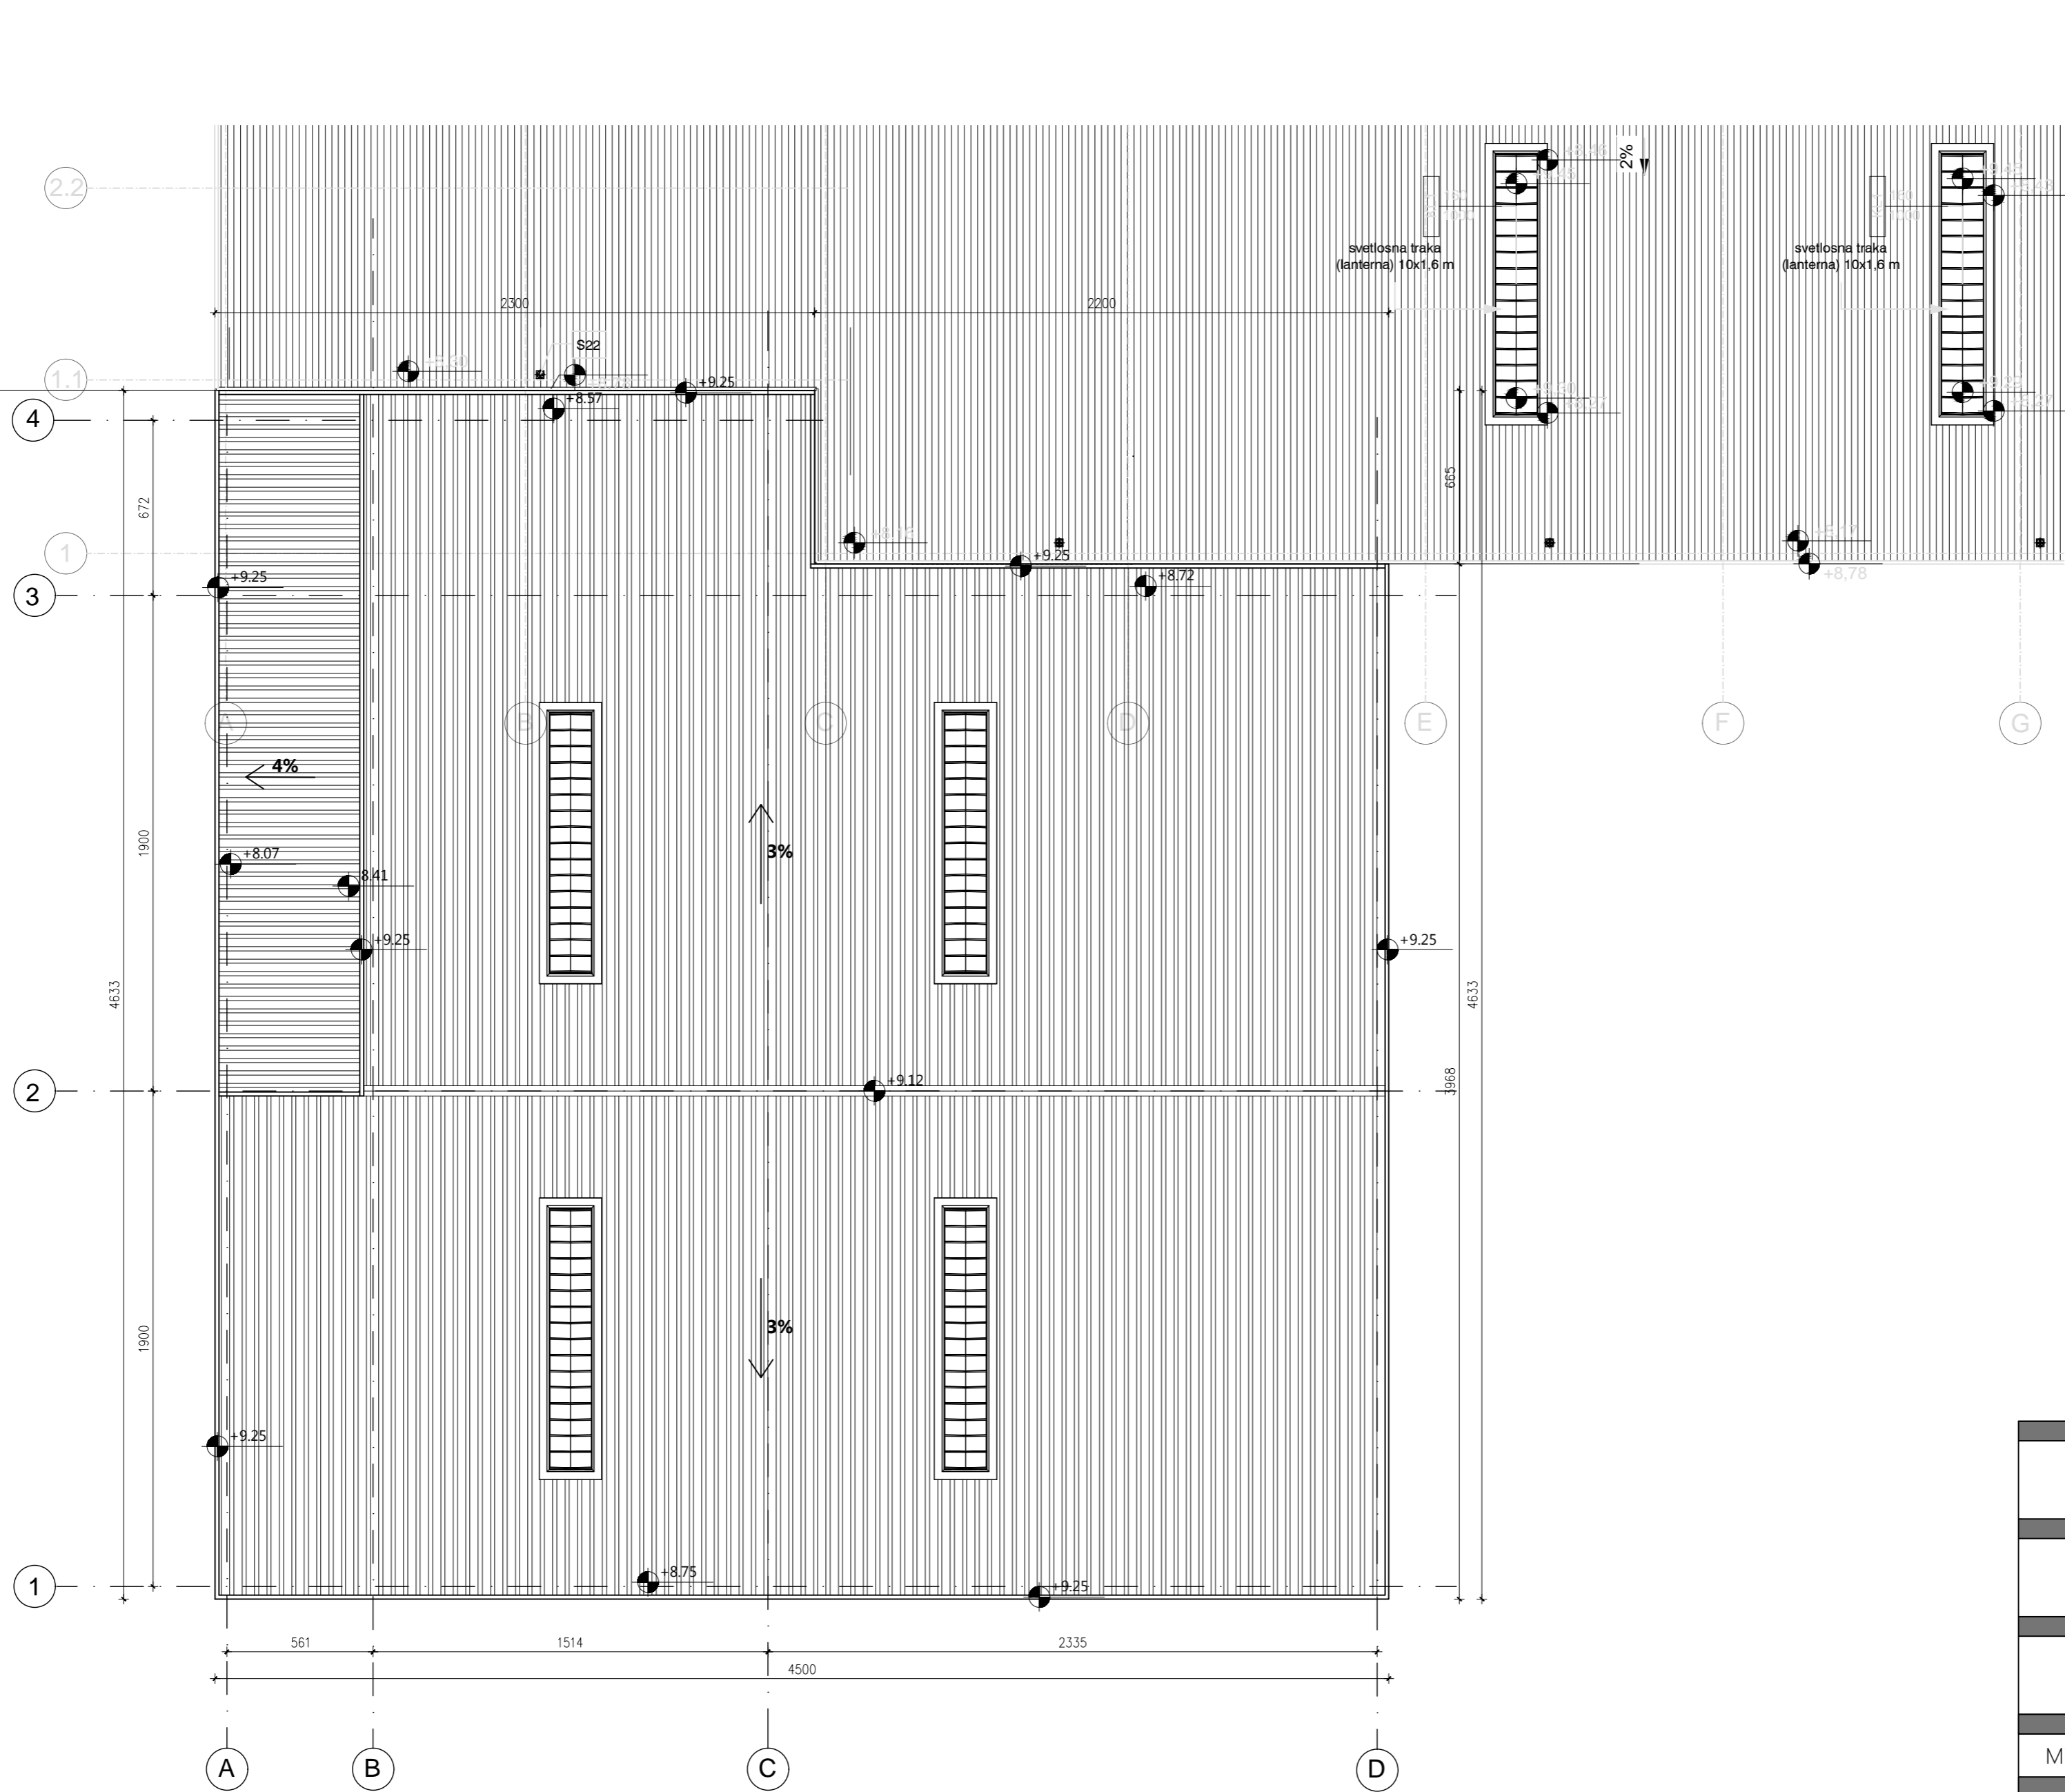 2%
2.2
svetlosna traka
(lanterna) 10x1,6 m
svetlosna traka
(lanterna) 10x1,6 m
2300
2200
S22
1.1
+9.25
+8.57
4
672
665
1
+9.25
+8.72
+8,78
+9.25
3
A
B
C
D
E
F
G
4%
3%
1900
+8.07
8.41
+9.25
+9.25
4633
4633
3968
2
+9.12
3%
1900
+9.25
+8.75
+9.25
1
561
1514
2335
4500
M
A
B
C
D